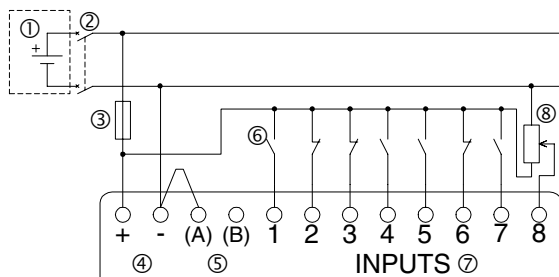 ① ②
+
③
⑥ ⑧
+ - (A) (B) 1 2 3 4 5 6 7 8
④ ⑤ INPUTS ⑦